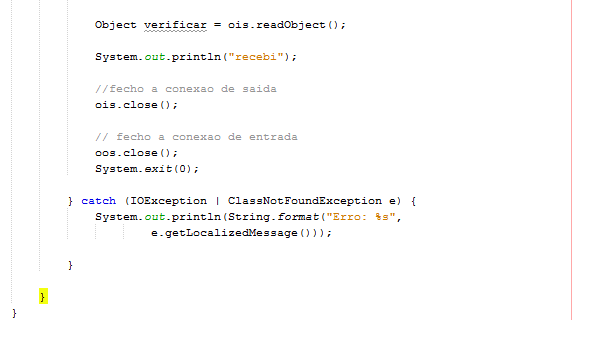 Object verificar = ois.readObject();
System.out.println("recebi");
//fecho a conexao de saida
ois.close();
// fecho a conexao de entrada
oos.close();
System.exit(0);
} catch (IOException | ClassNotFoundException e) {
System.out.println(String.format("Erro: %s",
e.getLocalizedMessage()));
}
}
}